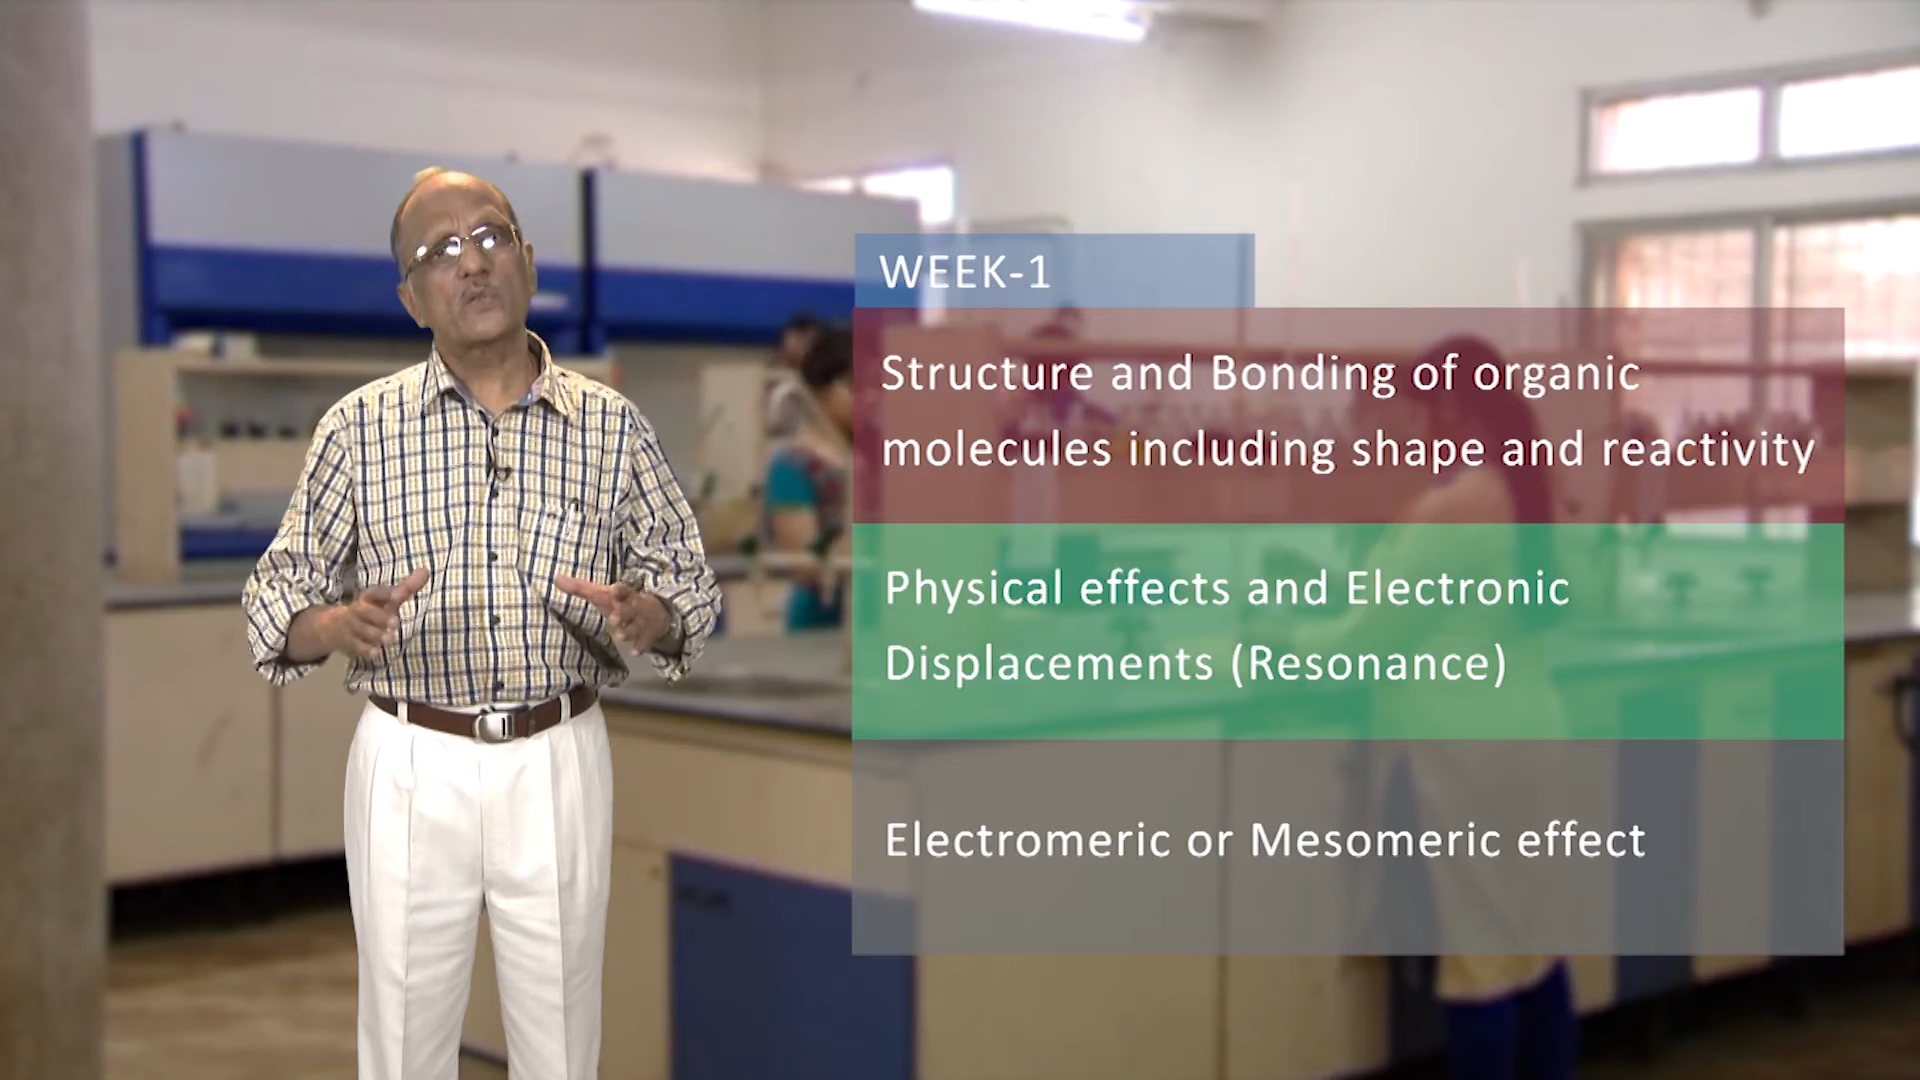 WEEK-1
Structure and Bonding of organic
molecules including shape and reactivity
Physical effects and Electronic
Displacements (Resonance)
Electromeric or Mesomeric effect